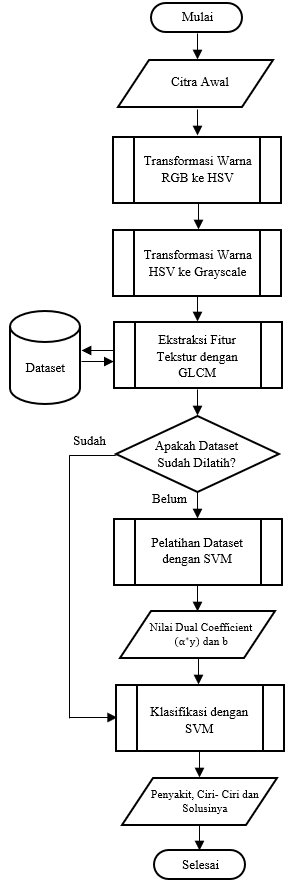 Mulai
Citra Awal
Transformasi Warna
RGB ke HSV
Transformasi Warna
HSV ke Grayscale
Dataset
Ekstraksi Fitur
Tekstur dengan
GLCM
Sudah
Apakah Dataset
Sudah Dilatih?
Belum
Pelatihan Dataset
dengan SVM
Nilai Dual Coefficient
(α*y) dan b
Klasifikasi dengan
SVM
Penyakit, Ciri- Ciri dan
Solusinya
Selesai